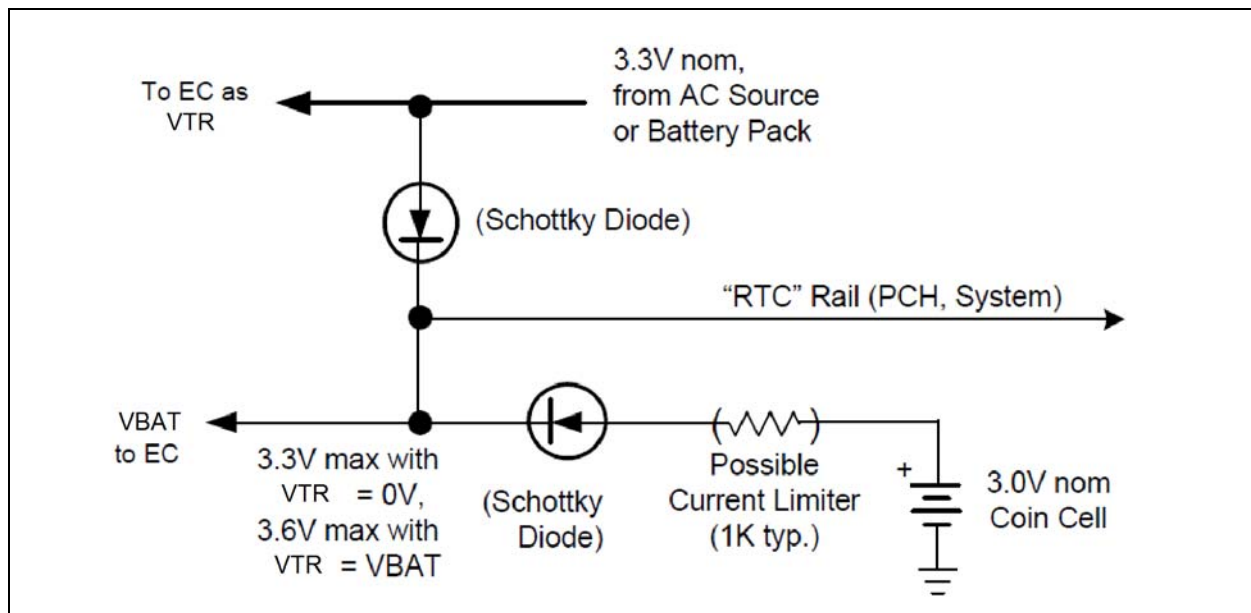 To EC as
VTR
3.3V nom,
from AC Source
or Battery Pack
(Schottky Diode)
“RTC” Rail (PCH, System)
VBAT
to EC
3.3V max with
VTR = 0V,
3.6V max with
VTR = VBAT
(Schottky
Diode)
( )
Possible
Current Limiter
(1K typ.)
+
3.0V nom
Coin Cell